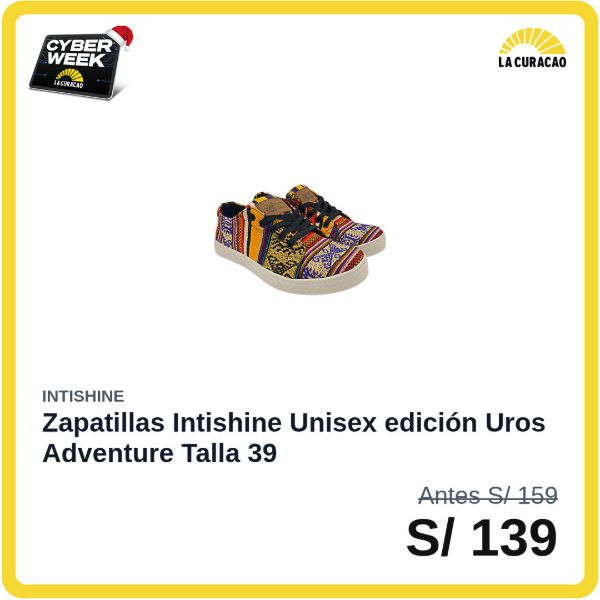 CYBER
WEEK
LA CURACAO
LA CURACAO
INTISHINE
Zapatillas Intishine Unisex edición Uros
Adventure Talla 39
Antes S/ 159
S/ 139